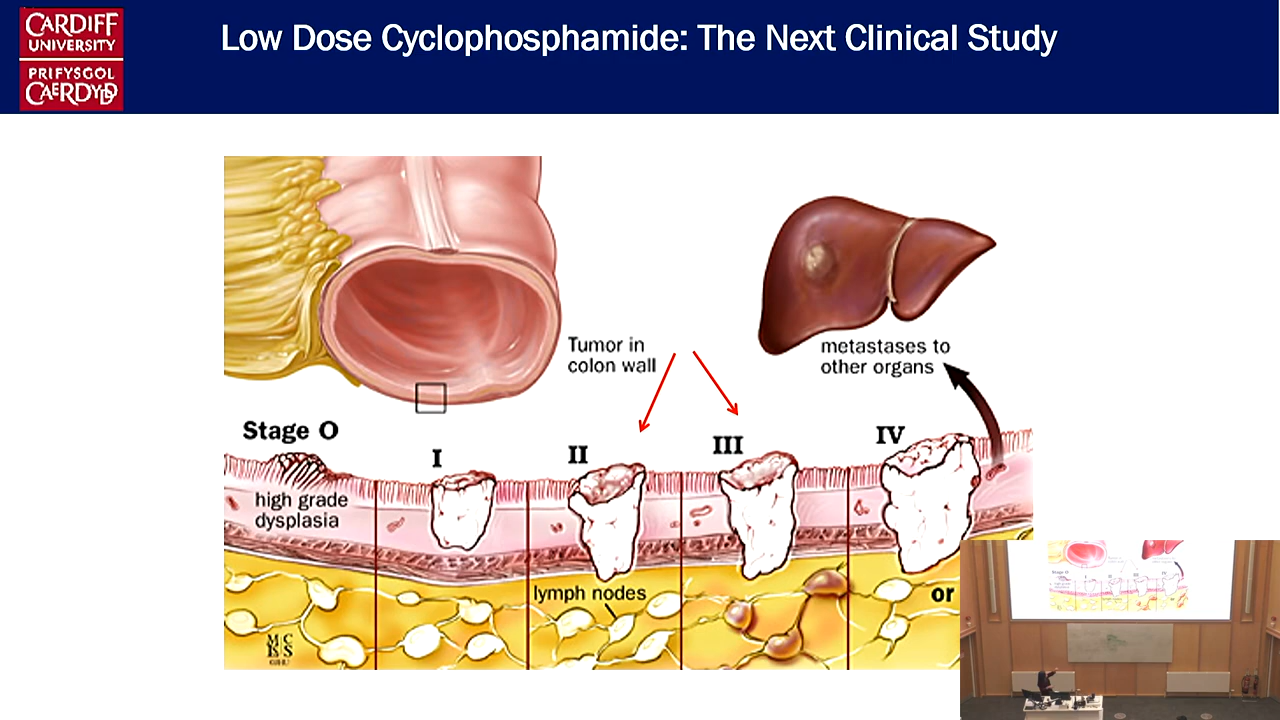 CARDIFF
UNIVERSITY
PRIFYSGOL
CAERDYDD
Low Dose Cyclophosphamide: The Next Clinical Study
Tumor in
colon wall
metastases to
other organs
Stage O
I
II
III
IV
high grade
dysplasia
lymph nodes
or